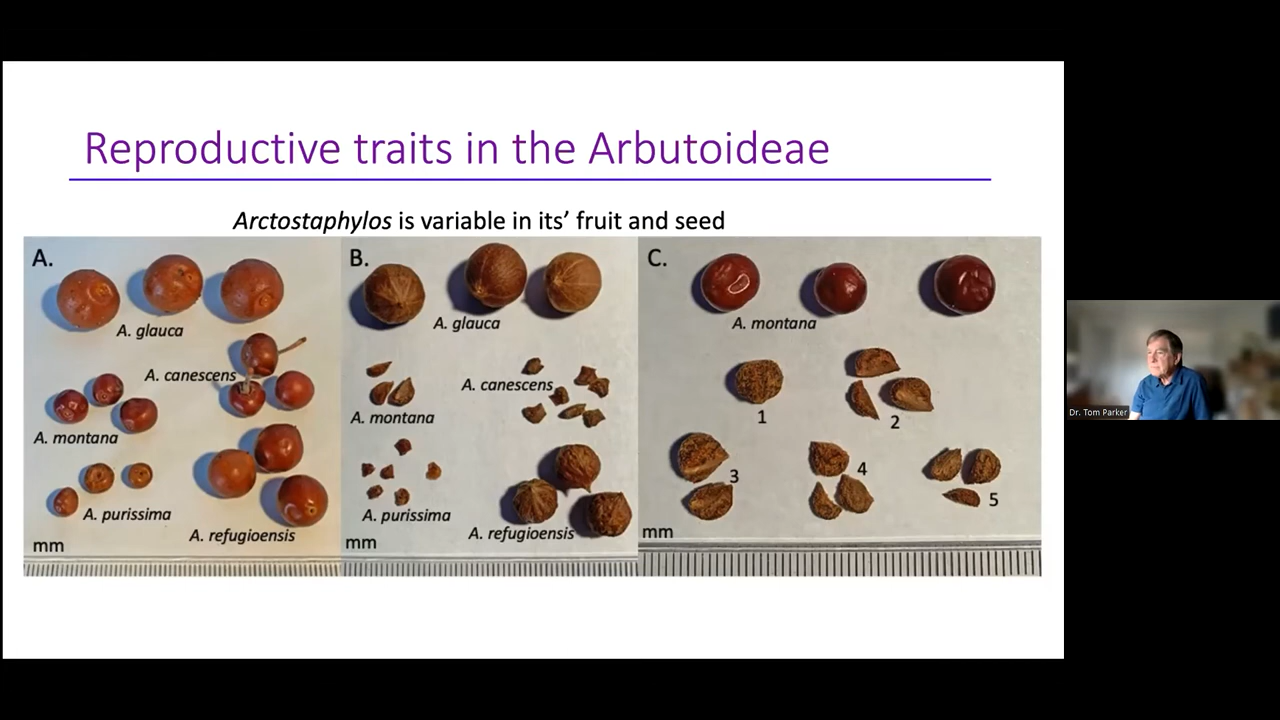 Reproductive traits in the Arbutoideae
Arctostaphylos is variable in its’ fruit and seed
A.
A. glauca
A. canescens
A. montana
A. purissima
A. refugioensis
mm
B.
A. glauca
A. canescens
A. montana
A. purissima
A. refugioensis
mm
C.
A. montana
1
2
3
4
5
mm
Dr. Tom Parker